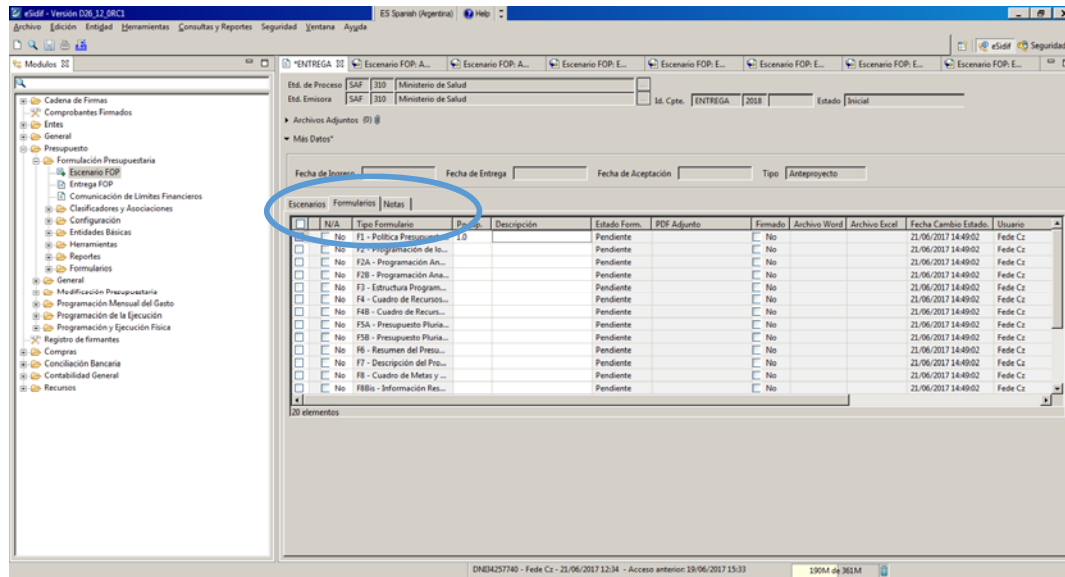 eSidif - Versión D26_12_0RC1
ES Spanish (Argentina) Help
Archivo Edición Entidad Herramientas Consultas y Reportes Seguridad Ventana Ayuda
eSidif Seguridad
Modulos
*ENTREGA Escenario FOP: A... Escenario FOP: A... Escenario FOP: E... Escenario FOP: E... Escenario FOP: E... Escenario FOP: E... Escenario FOP: E...
Cadena de Firmas
Comprobantes Firmados
Entes
General
Presupuesto
Formulación Presupuestaria
Escenario FOP
Entrega FOP
Comunicación de Límites Financieros
Clasificadores y Asociaciones
Configuración
Entidades Básicas
Herramientas
Reportes
Formularios
General
Modificación Presupuestaria
Programación Mensual del Gasto
Programación de la Ejecución
Programación y Ejecución Física
Registro de firmantes
Compras
Conciliación Bancaria
Contabilidad General
Recursos
Etd. de Proceso SAF 310 Ministerio de Salud
Etd. Emisora SAF 310 Ministerio de Salud Id. Cpte. ENTREGA 2018 Estado Inicial
Archivos Adjuntos (0)
Más Datos*
Fecha de Ingreso Fecha de Entrega Fecha de Aceptación Tipo Anteproyecto
Escenarios Formularios Notas
N/A Tipo Formulario Descripción Estado Form. PDF Adjunto Firmado Archivo Word Archivo Excel Fecha Cambio Estado. Usuario
No F1 - Política Presupuest... 1.0 Pendiente No 21/06/2017 14:49:02 Fede Cz
No F2 - Programación de lo... Pendiente No 21/06/2017 14:49:02 Fede Cz
No F2A - Programación An... Pendiente No 21/06/2017 14:49:02 Fede Cz
No F2B - Programación Ana... Pendiente No 21/06/2017 14:49:02 Fede Cz
No F3 - Estructura Program... Pendiente No 21/06/2017 14:49:02 Fede Cz
No F4 - Cuadro de Recursos... Pendiente No 21/06/2017 14:49:02 Fede Cz
No F4B - Cuadro de Recurs... Pendiente No 21/06/2017 14:49:02 Fede Cz
No F5A - Presupuesto Pluria... Pendiente No 21/06/2017 14:49:02 Fede Cz
No F5B - Presupuesto Pluria... Pendiente No 21/06/2017 14:49:02 Fede Cz
No F6 - Resumen del Presu... Pendiente No 21/06/2017 14:49:02 Fede Cz
No F7 - Descripción del Pro... Pendiente No 21/06/2017 14:49:02 Fede Cz
No F8 - Cuadro de Metas y ... Pendiente No 21/06/2017 14:49:02 Fede Cz
No F8Bis - Información Res... Pendiente No 21/06/2017 14:49:02 Fede Cz
20 elementos
DNI34257740 - Fede Cz - 21/06/2017 12:34 - Acceso anterior: 19/06/2017 15:33 190M de 361M